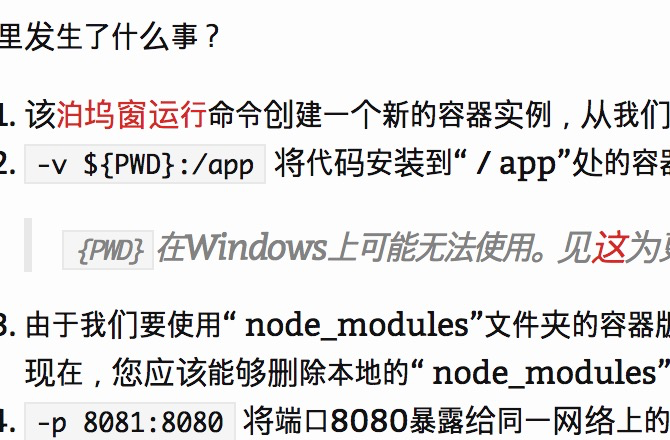 里发生了什么事？
1. 该泊坞窗运行命令创建一个新的容器实例，从我们
2. -v ${PWD}:/app 将代码安装到“ / app”处的容器
{PWD} 在Windows上可能无法使用。见这为
3. 由于我们要使用“ node_modules”文件夹的容器版
现在，您应该能够删除本地的“ node_modules”
4. -p 8081:8080 将端口8080暴露给同一网络上的